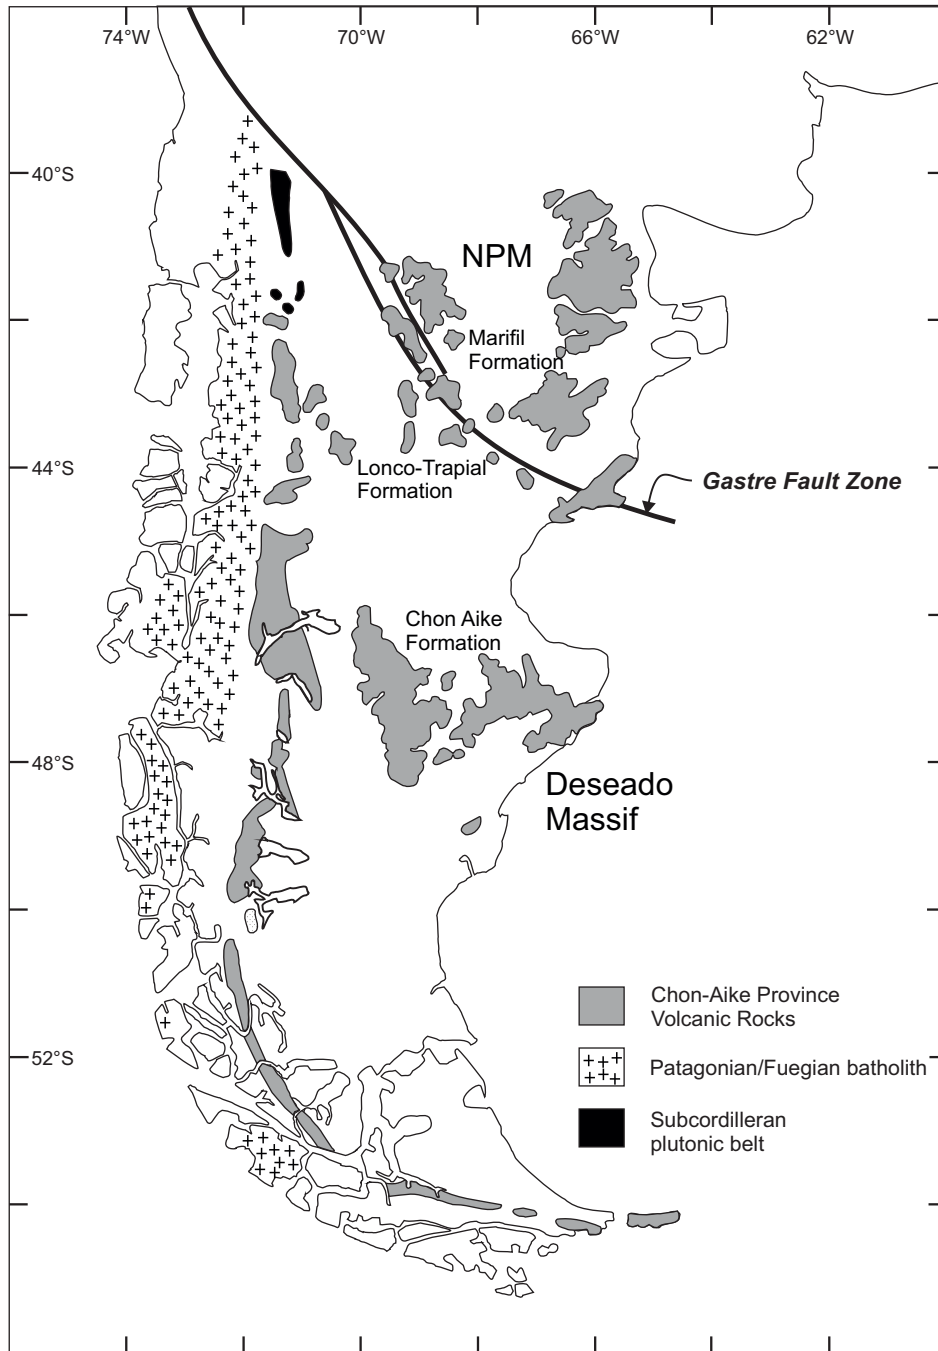 74°W 70°W 66°W 62°W
40°S
NPM
Marifil
Formation
44°S
Lonco-Trapial
Formation
Gastre Fault Zone
Chon Aike
Formation
48°S
Deseado
Massif
Chon-Aike Province
Volcanic Rocks
52°S
Patagonian/Fuegian batholith
Subcordilleran
plutonic belt